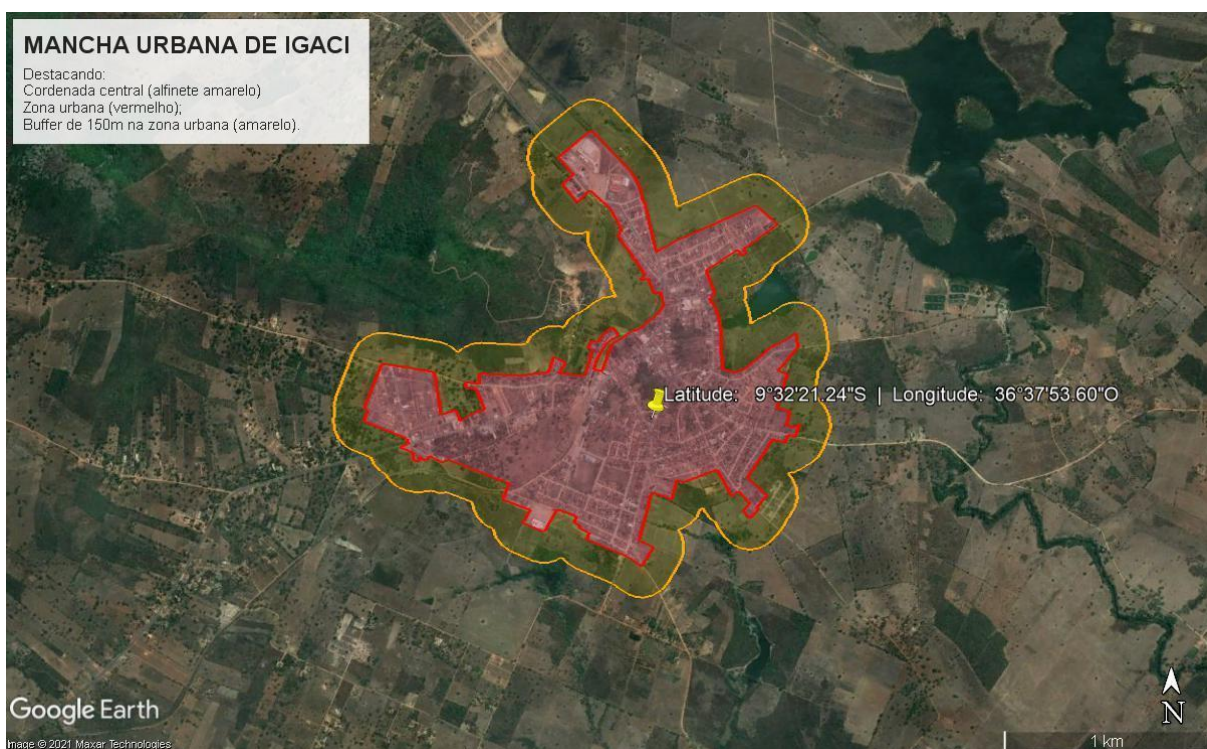 MANCHA URBANA DE IGACI
Destacando:
Cordenada central (alfinete amarelo)
Zona urbana (vermelho);
Buffer de 150m na zona urbana (amarelo).
Latitude: 9°32'21.24"S | Longitude: 36°37'53.60"O
Google Earth
Image © 2021 Maxar Technologies
N
1 km